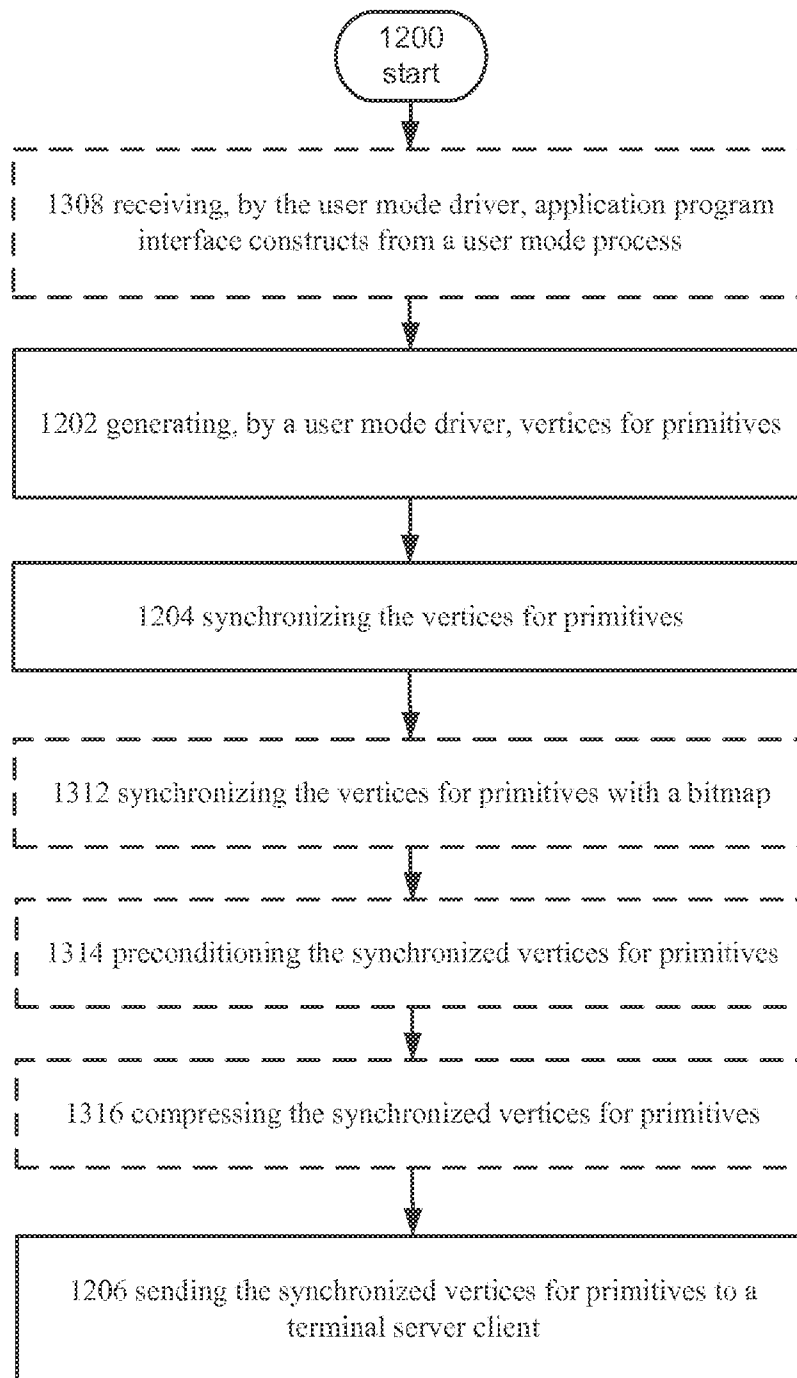 1200
start
1308 receiving, by the user mode driver, application program
interface constructs from a user mode process
1202 generating, by a user mode driver, vertices for primitives
1204 synchronizing the vertices for primitives
1312 synchronizing the vertices for primitives with a bitmap
1314 preconditioning the synchronized vertices for primitives
1316 compressing the synchronized vertices for primitives
1206 sending the synchronized vertices for primitives to a
terminal server client